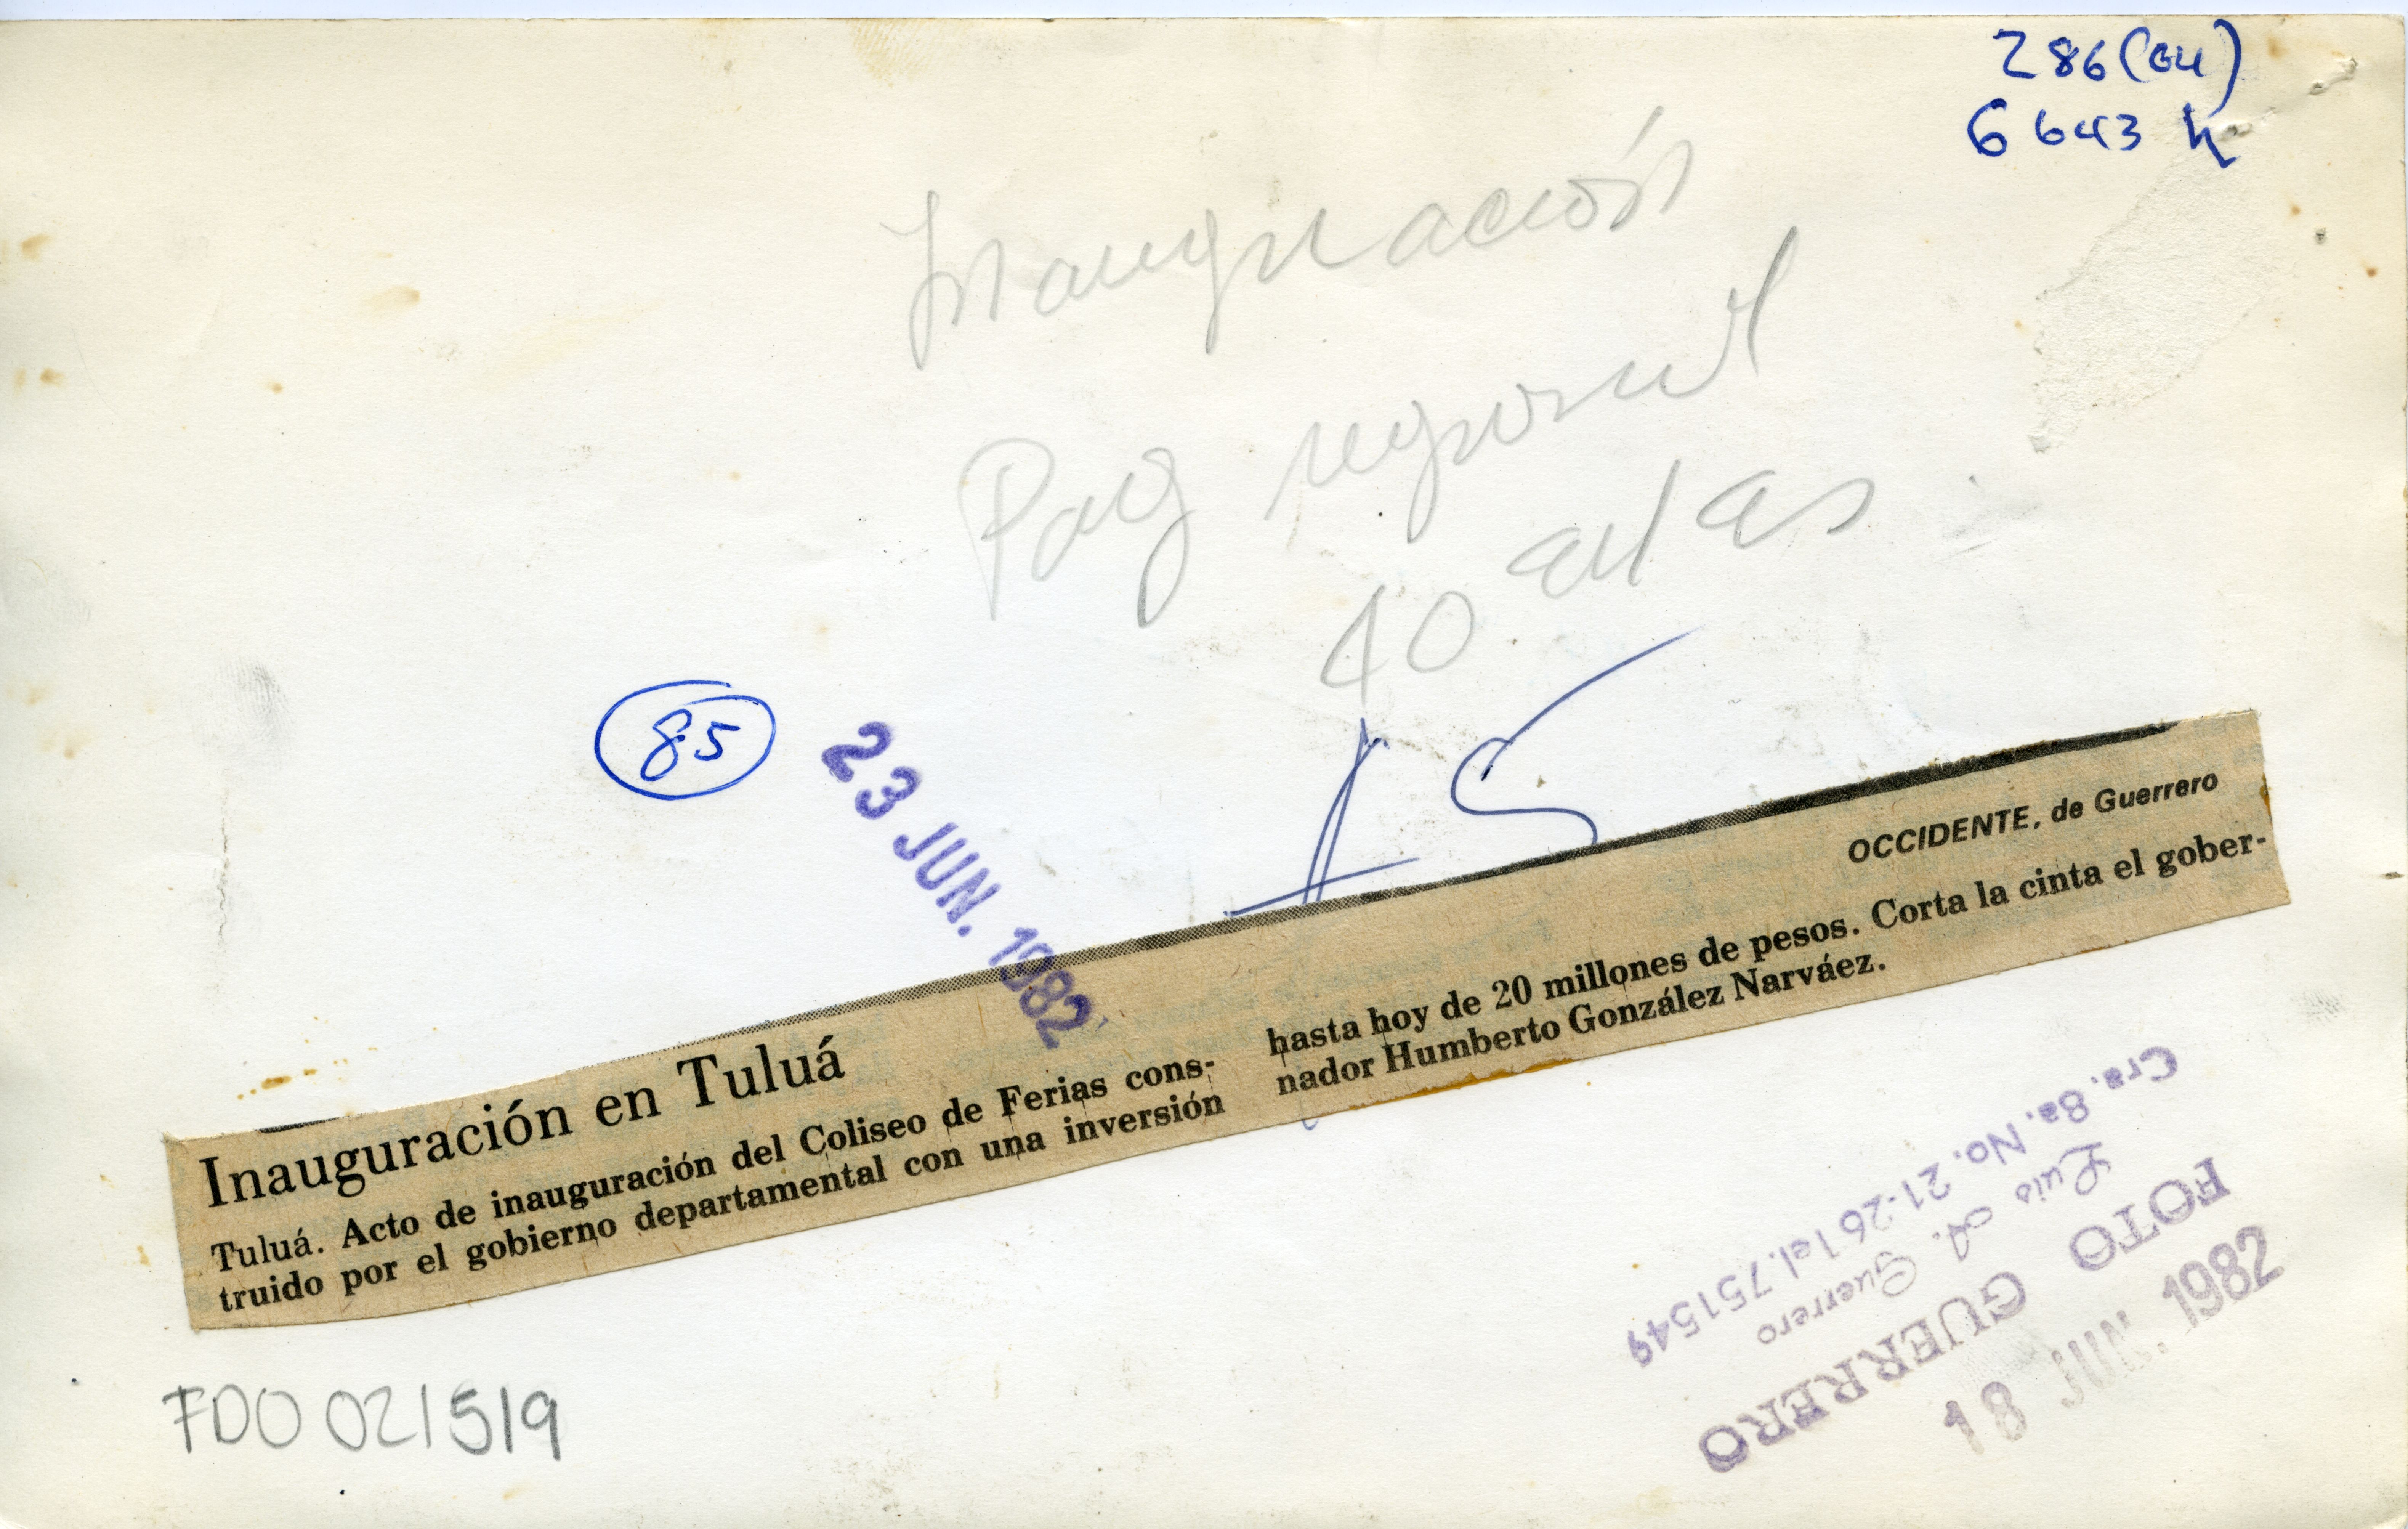 286(04)
6643 h
Inauguración
Pag regional
40
85
23 JUN. 1982
OCCIDENTE, de Guerrero
Inauguración en Tuluá
Tuluá. Acto de inauguración del Coliseo de Ferias cons-
truido por el gobierno departamental con una inversión
hasta hoy de 20 millones de pesos. Corta la cinta el gober-
nador Humberto González Narváez.
FOTO GUERRERO
Luis A. Guerrero
Cra. 8a. No. 21-26 Tel. 751549
18 JUN. 1982
FDO 021519